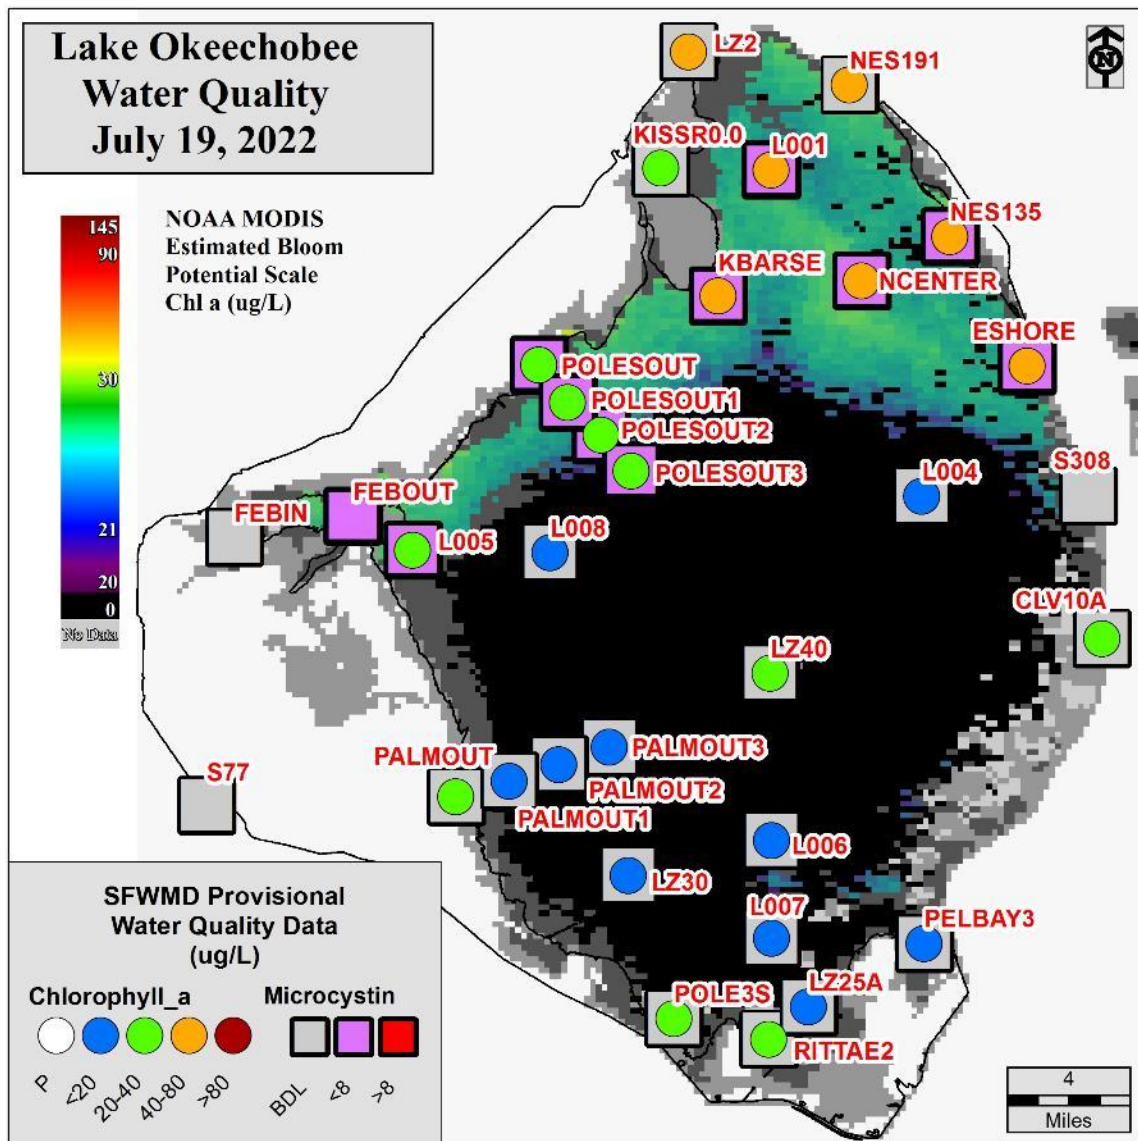 Lake Okeechobee
Water Quality
July 19, 2022
N
LZ2
NES191
KISSR0.0
L001
NOAA MODIS
Estimated Bloom
Potential Scale
Chl a (ug/L)
145
90
30
21
20
0
No Data
NES135
KBARSE
NCENTER
ESHORE
POLESOUT
POLESOUT1
POLESOUT2
POLESOUT3
L004
S308
FEBOUT
FEBIN
L005
L008
CLV10A
LZ40
PALMOUT
PALMOUT3
PALMOUT2
PALMOUT1
S77
L006
LZ30
L007
PELBAY3
POLE3S
LZ25A
RITTAE2
SFWMD Provisional
Water Quality Data
(ug/L)
Chlorophyll_a Microcystin
P <20 20-40 40-80 >80 BDL <8 >8
4
Miles